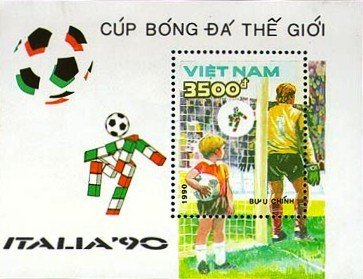 CÚP BÓNG ĐÁ THẾ GIỚI
VIỆT NAM
3500đ
1990
BƯU CHÍNH
ITALIA'90